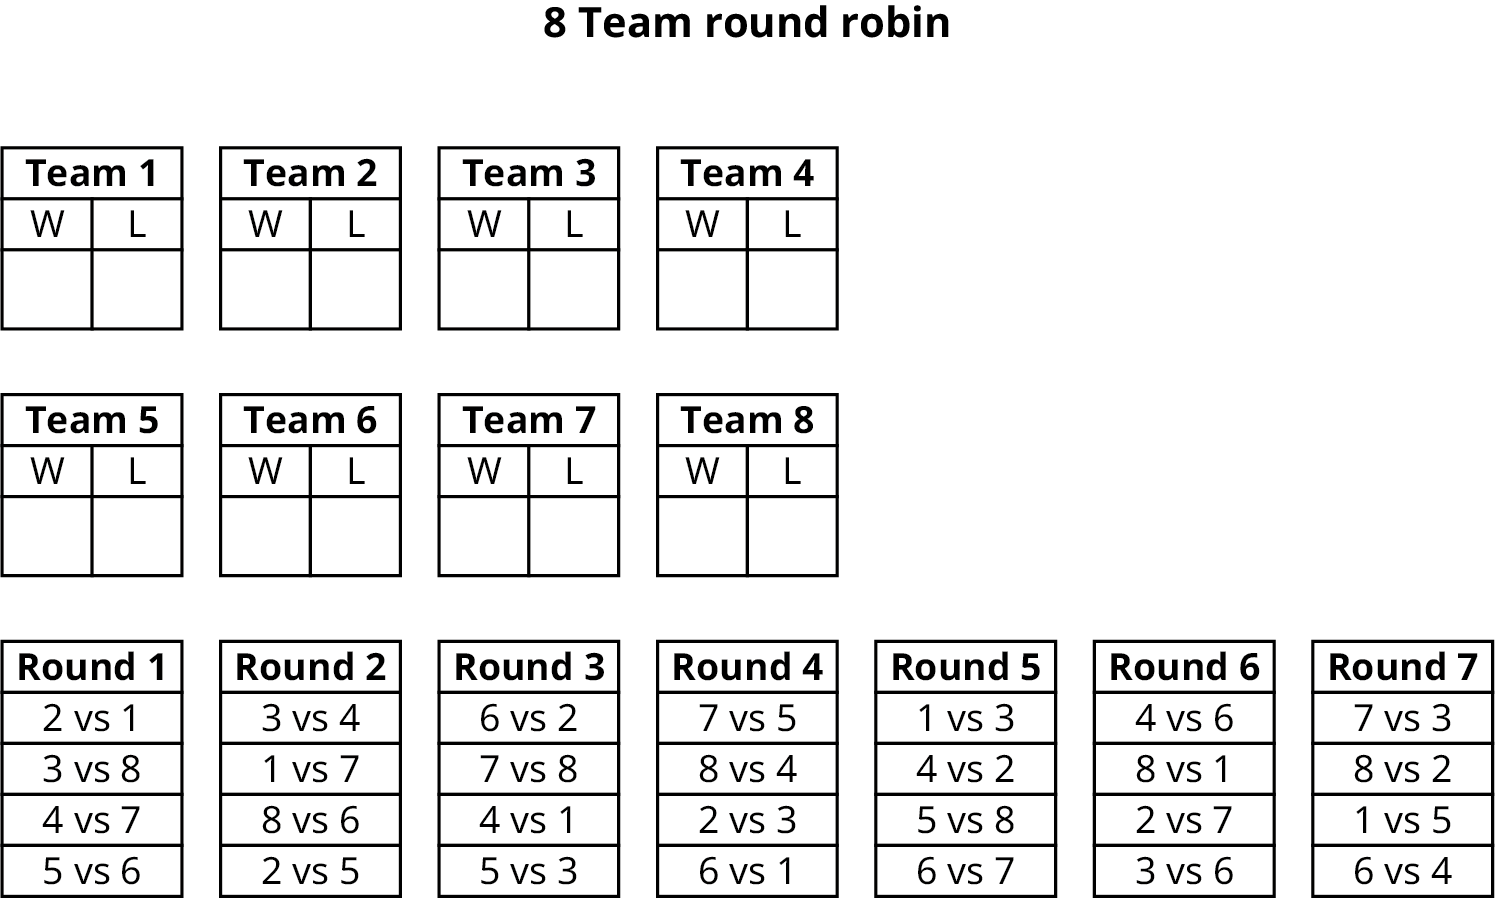 8 Team round robin
Team 1 Team 2 Team 3 Team 4
W L W L W L W L
Team 5 Team 6 Team 7 Team 8
W L W L W L W L
Round 1 Round 2 Round 3 Round 4 Round 5 Round 6 Round 7
2 vs 1 3 vs 4 6 vs 2 7 vs 5 1 vs 3 4 vs 6 7 vs 3
3 vs 8 1 vs 7 7 vs 8 8 vs 4 4 vs 2 8 vs 1 8 vs 2
4 vs 7 8 vs 6 4 vs 1 2 vs 3 5 vs 8 2 vs 7 1 vs 5
5 vs 6 2 vs 5 5 vs 3 6 vs 1 6 vs 7 3 vs 6 6 vs 4